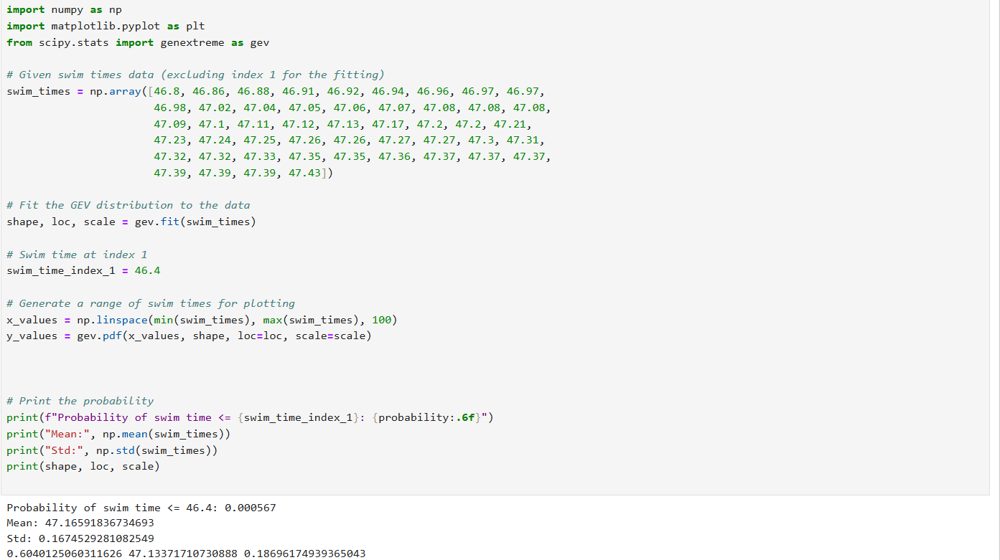 import numpy as np
import matplotlib.pyplot as plt
from scipy.stats import genextreme as gev
# Given swim times data (excluding index 1 for the fitting)
swim_times = np.array([46.8, 46.86, 46.88, 46.91, 46.92, 46.94, 46.96, 46.97, 46.97,
46.98, 47.02, 47.04, 47.05, 47.06, 47.07, 47.08, 47.08, 47.08,
47.09, 47.1, 47.11, 47.12, 47.13, 47.17, 47.2, 47.2, 47.21,
47.23, 47.24, 47.25, 47.26, 47.26, 47.27, 47.27, 47.3, 47.31,
47.32, 47.32, 47.33, 47.35, 47.35, 47.36, 47.37, 47.37, 47.37,
47.39, 47.39, 47.39, 47.43])
# Fit the GEV distribution to the data
shape, loc, scale = gev.fit(swim_times)
# Swim time at index 1
swim_time_index_1 = 46.4
# Generate a range of swim times for plotting
x_values = np.linspace(min(swim_times), max(swim_times), 100)
y_values = gev.pdf(x_values, shape, loc=loc, scale=scale)
# Print the probability
print(f"Probability of swim time <= {swim_time_index_1}: {probability:.6f}")
print("Mean:", np.mean(swim_times))
print("Std:", np.std(swim_times))
print(shape, loc, scale)
Probability of swim time <= 46.4: 0.000567
Mean: 47.16591836734693
Std: 0.1674529281082549
0.6040125060311626 47.13371710730888 0.18696174939365043